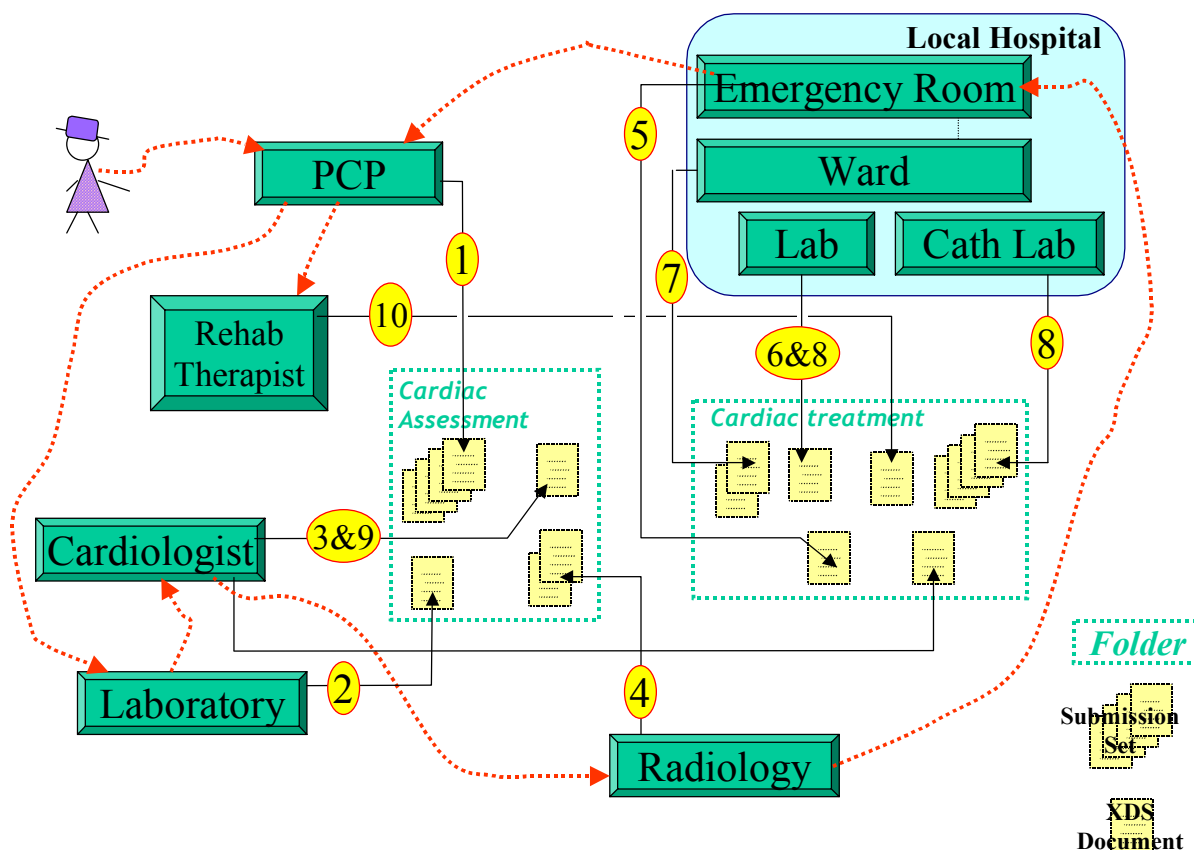 Local Hospital
Emergency Room
5
PCP
Ward
1
Lab
Cath Lab
7
10
Rehab
Therapist
6&8
8
Cardiac
Assessment
Cardiac treatment
Cardiologist
3&9
Folder
Laboratory
2
4
Submission
Set
Radiology
XDS
Document